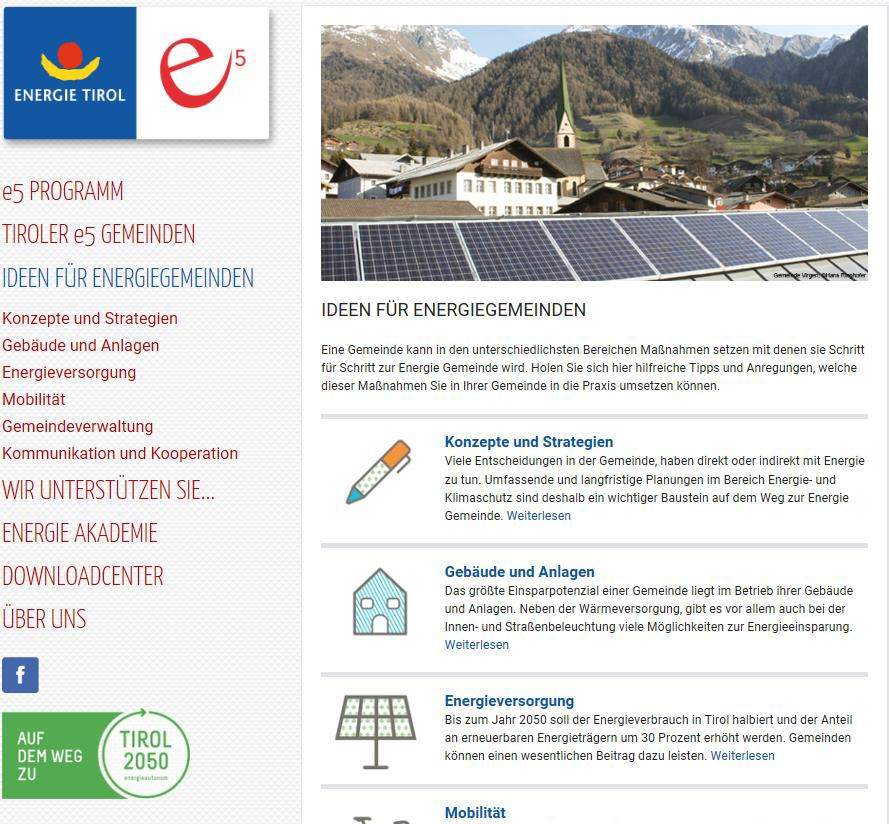 ENERGIE TIROL
e5
e5 PROGRAMM
TIROLER e5 GEMEINDEN
IDEEN FÜR ENERGIEGEMEINDEN
Konzepte und Strategien
Gebäude und Anlagen
Energieversorgung
Mobilität
Gemeindeverwaltung
Kommunikation und Kooperation
WIR UNTERSTÜTZEN SIE...
ENERGIE AKADEMIE
DOWNLOADCENTER
ÜBER UNS
f
AUF
DEM WEG
ZU
TIROL
2050
energieautonom
Gemeinde Virgen, ©Hans Ringhofer
IDEEN FÜR ENERGIEGEMEINDEN
Eine Gemeinde kann in den unterschiedlichsten Bereichen Maßnahmen setzen mit denen sie Schritt
für Schritt zur Energie Gemeinde wird. Holen Sie sich hier hilfreiche Tipps und Anregungen, welche
dieser Maßnahmen Sie in Ihrer Gemeinde in die Praxis umsetzen können.
Konzepte und Strategien
Viele Entscheidungen in der Gemeinde, haben direkt oder indirekt mit Energie
zu tun. Umfassende und langfristige Planungen im Bereich Energie- und
Klimaschutz sind deshalb ein wichtiger Baustein auf dem Weg zur Energie
Gemeinde. Weiterlesen
Gebäude und Anlagen
Das größte Einsparpotenzial einer Gemeinde liegt im Betrieb ihrer Gebäude
und Anlagen. Neben der Wärmeversorgung, gibt es vor allem auch bei der
Innen- und Straßenbeleuchtung viele Möglichkeiten zur Energieeinsparung.
Weiterlesen
Energieversorgung
Bis zum Jahr 2050 soll der Energieverbrauch in Tirol halbiert und der Anteil
an erneuerbaren Energieträgern um 30 Prozent erhöht werden. Gemeinden
können einen wesentlichen Beitrag dazu leisten. Weiterlesen
Mobilität